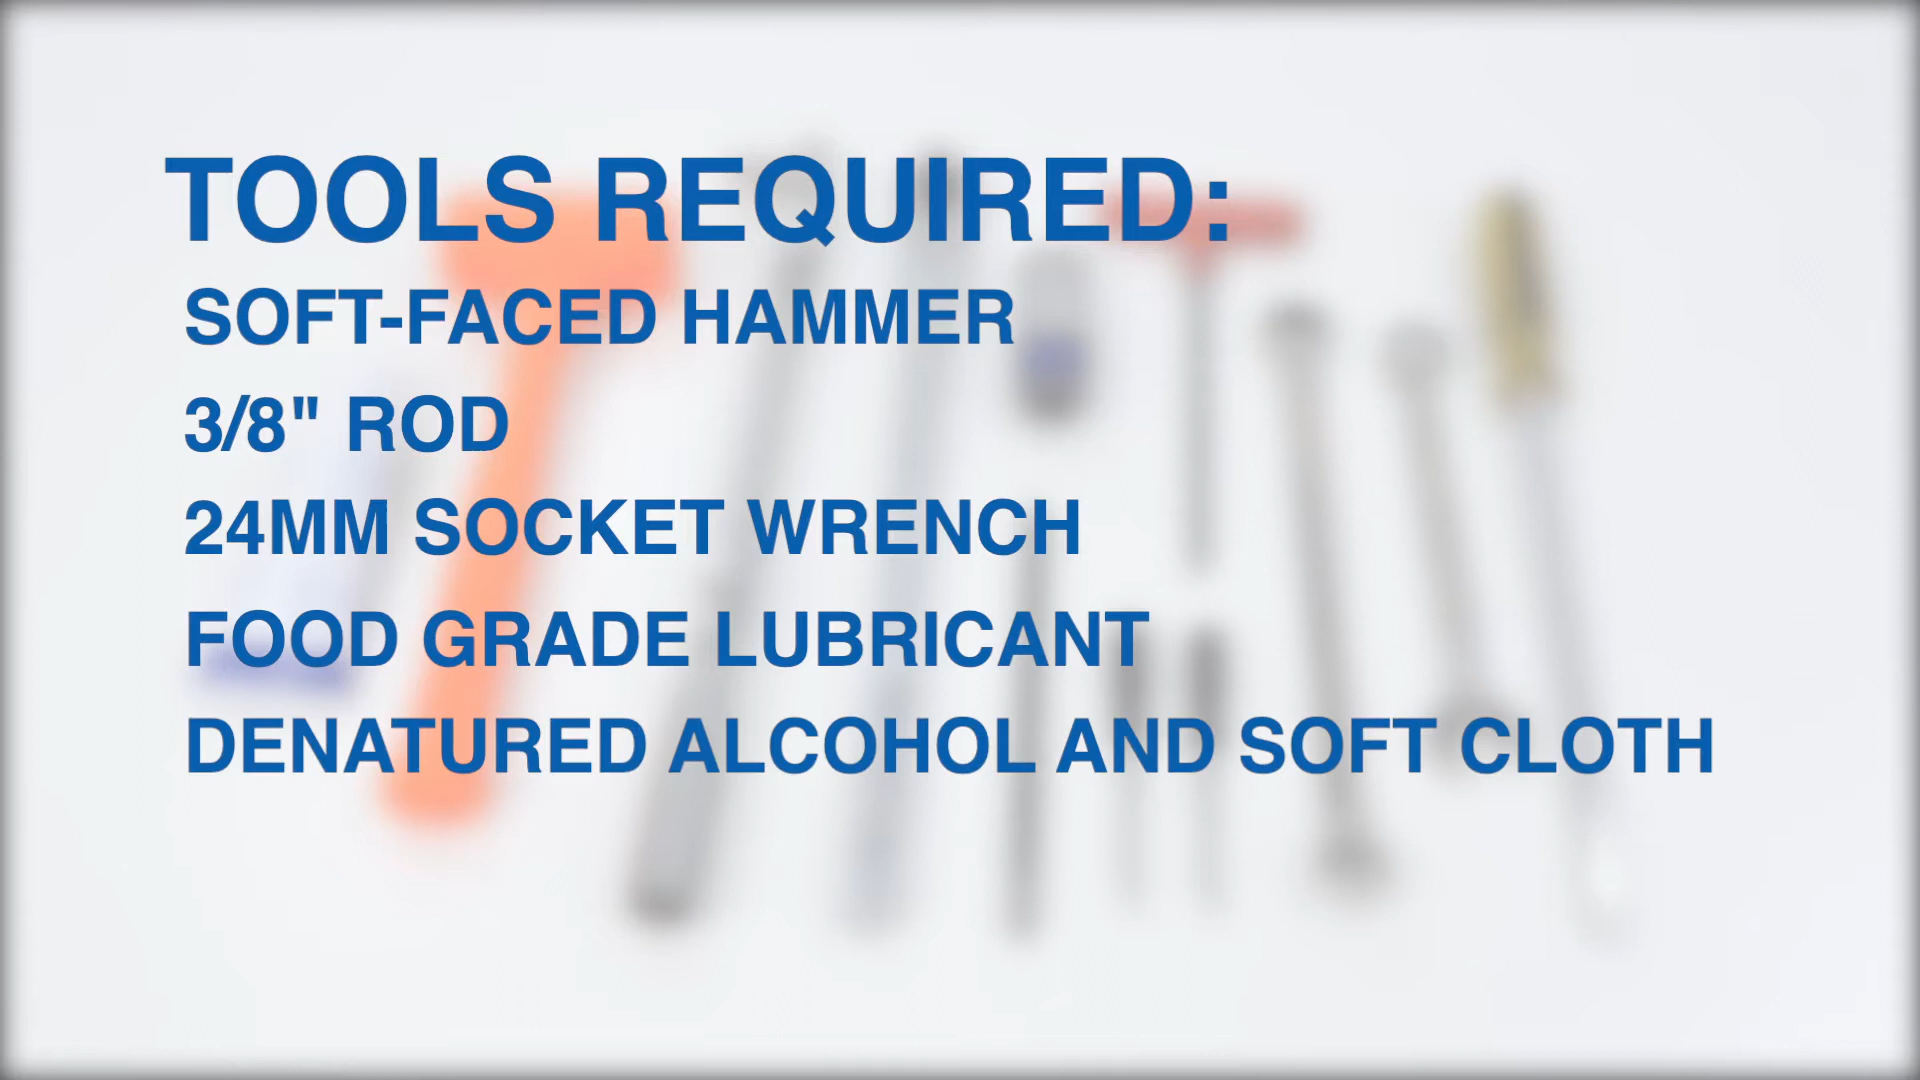 TOOLS REQUIRED:
SOFT-FACED HAMMER
3/8" ROD
24MM SOCKET WRENCH
FOOD GRADE LUBRICANT
DENATURED ALCOHOL AND SOFT CLOTH